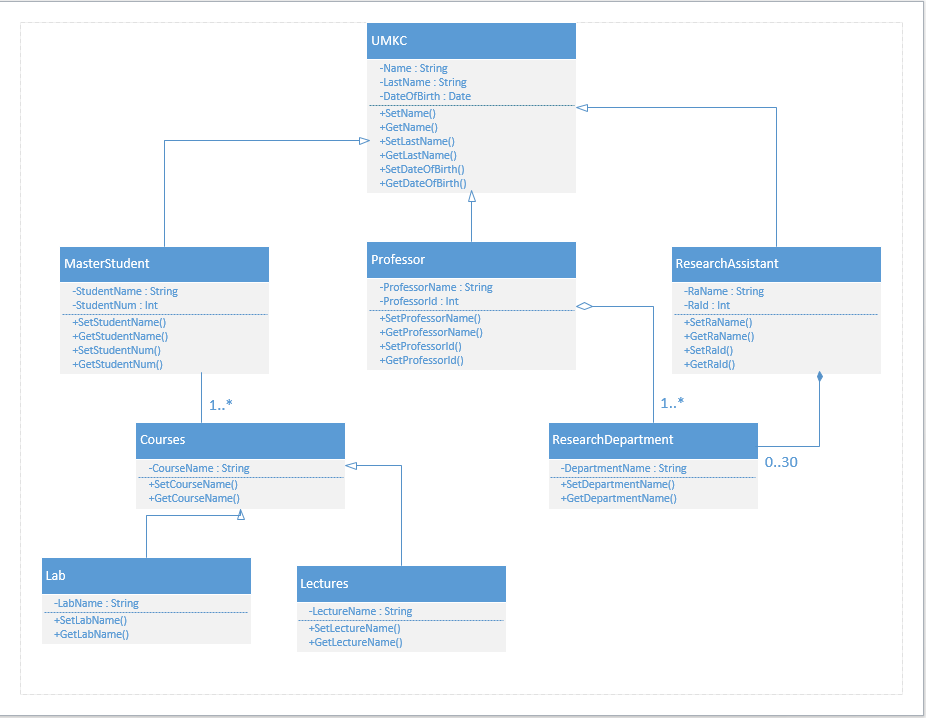 UMKC
-Name : String
-LastName : String
-DateOfBirth : Date
+SetName()
+GetName()
+SetLastName()
+GetLastName()
+SetDateOfBirth()
+GetDateOfBirth()
MasterStudent
-StudentName : String
-StudentNum : Int
+SetStudentName()
+GetStudentName()
+SetStudentNum()
+GetStudentNum()
Professor
-ProfessorName : String
-ProfessorId : Int
+SetProfessorName()
+GetProfessorName()
+SetProfessorId()
+GetProfessorId()
ResearchAssistant
-RaName : String
-RaId : Int
+SetRaName()
+GetRaName()
+SetRaId()
+GetRaId()
1..*
1..*
Courses
-CourseName : String
+SetCourseName()
+GetCourseName()
ResearchDepartment
-DepartmentName : String
+SetDepartmentName()
+GetDepartmentName()
0..30
Lab
-LabName : String
+SetLabName()
+GetLabName()
Lectures
-LectureName : String
+SetLectureName()
+GetLectureName()